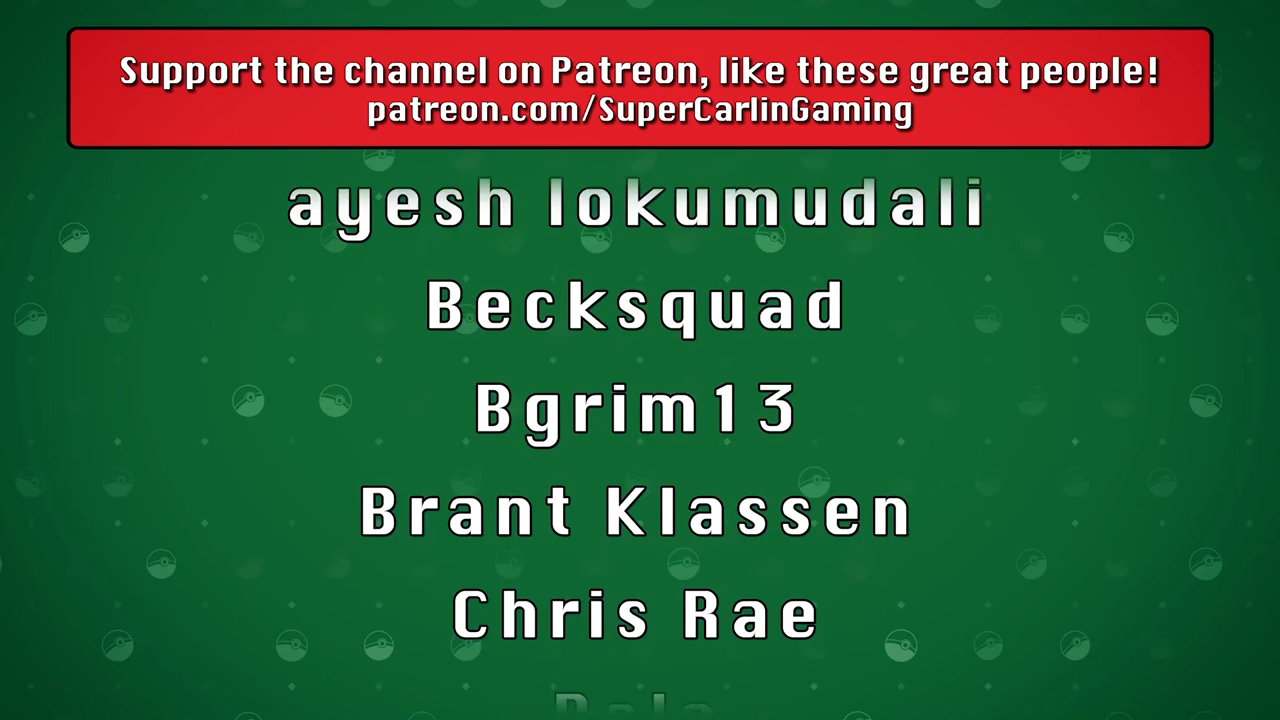 Support the channel on Patreon, like these great people!
patreon.com/SuperCarlinGaming
ayesh lokumudali
Becksquad
Bgrim13
Brant Klassen
Chris Rae